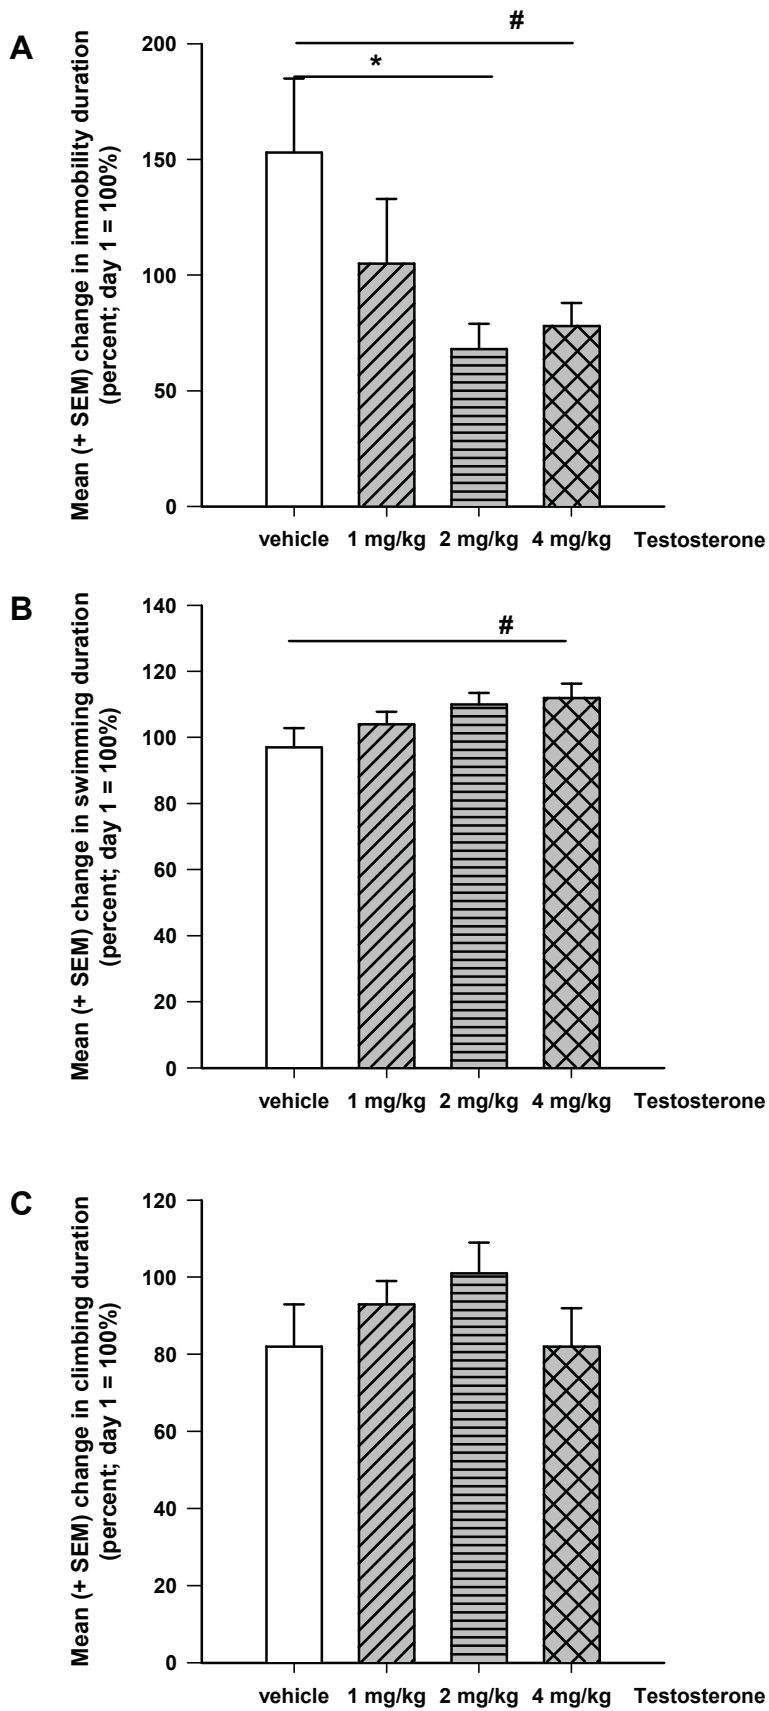 A
Mean (+ SEM) change in immobility duration
(percent; day 1 = 100%)
#
*
200
150
100
50
0
vehicle 1 mg/kg 2 mg/kg 4 mg/kg Testosterone
B
Mean (+ SEM) change in swimming duration
(percent; day 1 = 100%)
#
140
120
100
80
60
40
20
0
vehicle 1 mg/kg 2 mg/kg 4 mg/kg Testosterone
C
Mean (+ SEM) change in climbing duration
(percent; day 1 = 100%)
120
100
80
60
40
20
0
vehicle 1 mg/kg 2 mg/kg 4 mg/kg Testosterone